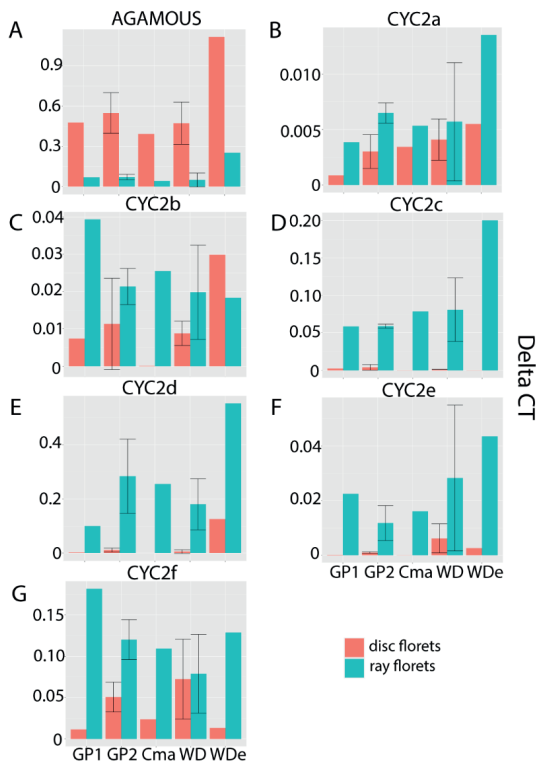 A AGAMOUS
0.9
0.6
0.3
0
B CYC2a
0.010
0.005
0
C CYC2b
0.04
0.03
0.02
0.01
0
D CYC2c
0.20
0.15
0.10
0.05
0
Delta CT
E CYC2d
0.4
0.2
0
F CYC2e
0.04
0.02
0
GP1 GP2 Cma WD WDe
G CYC2f
0.15
0.10
0.05
0
GP1 GP2 Cma WD WDe
disc florets
ray florets